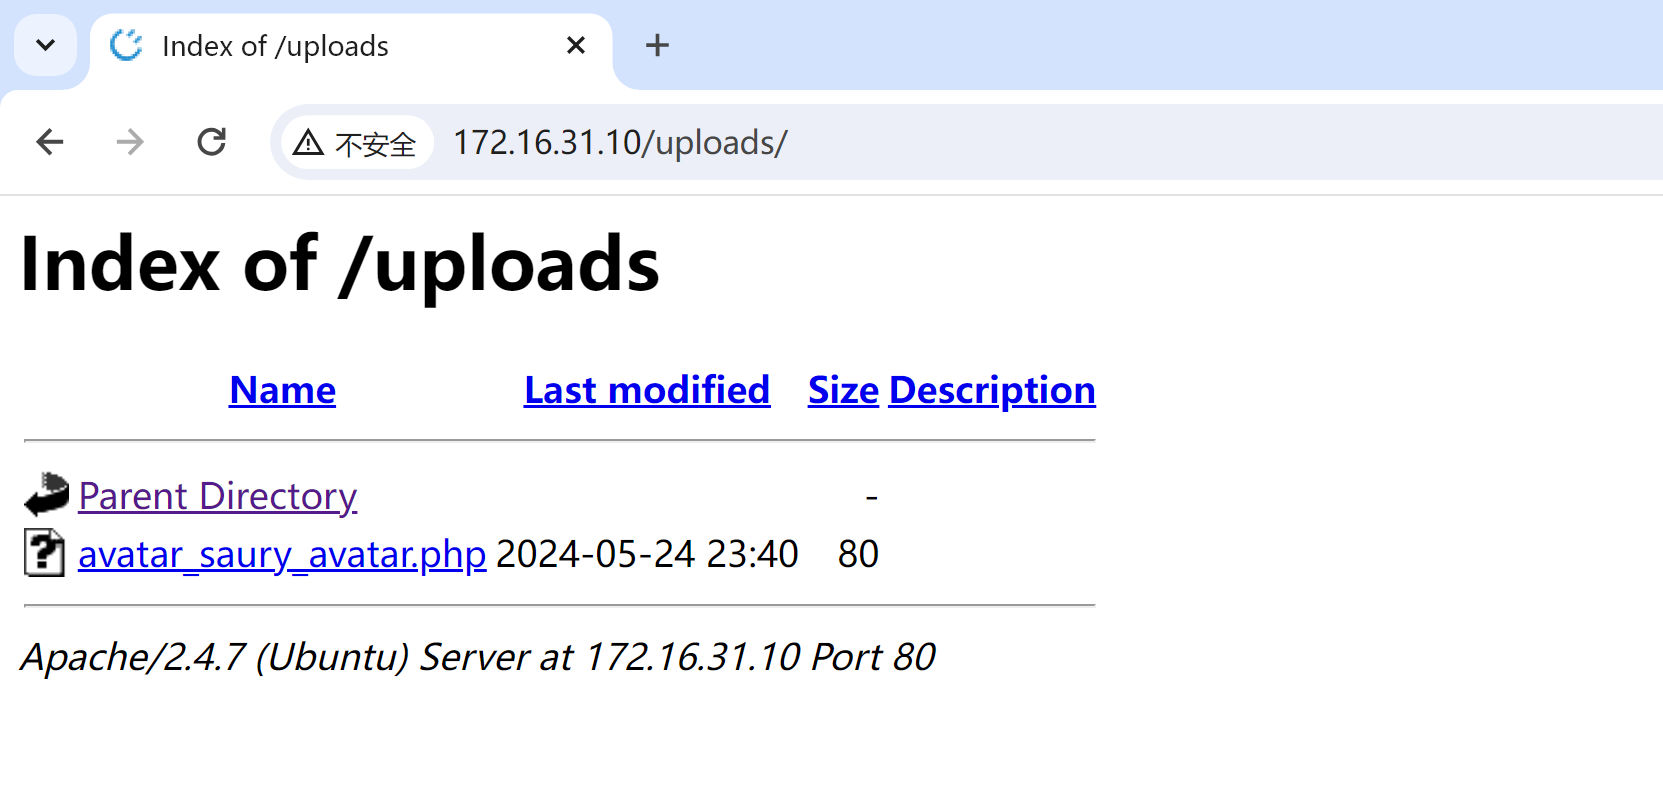 Index of /uploads
不安全 172.16.31.10/uploads/
Index of /uploads
Name Last modified Size Description
Parent Directory -
avatar_saury_avatar.php 2024-05-24 23:40 80
Apache/2.4.7 (Ubuntu) Server at 172.16.31.10 Port 80